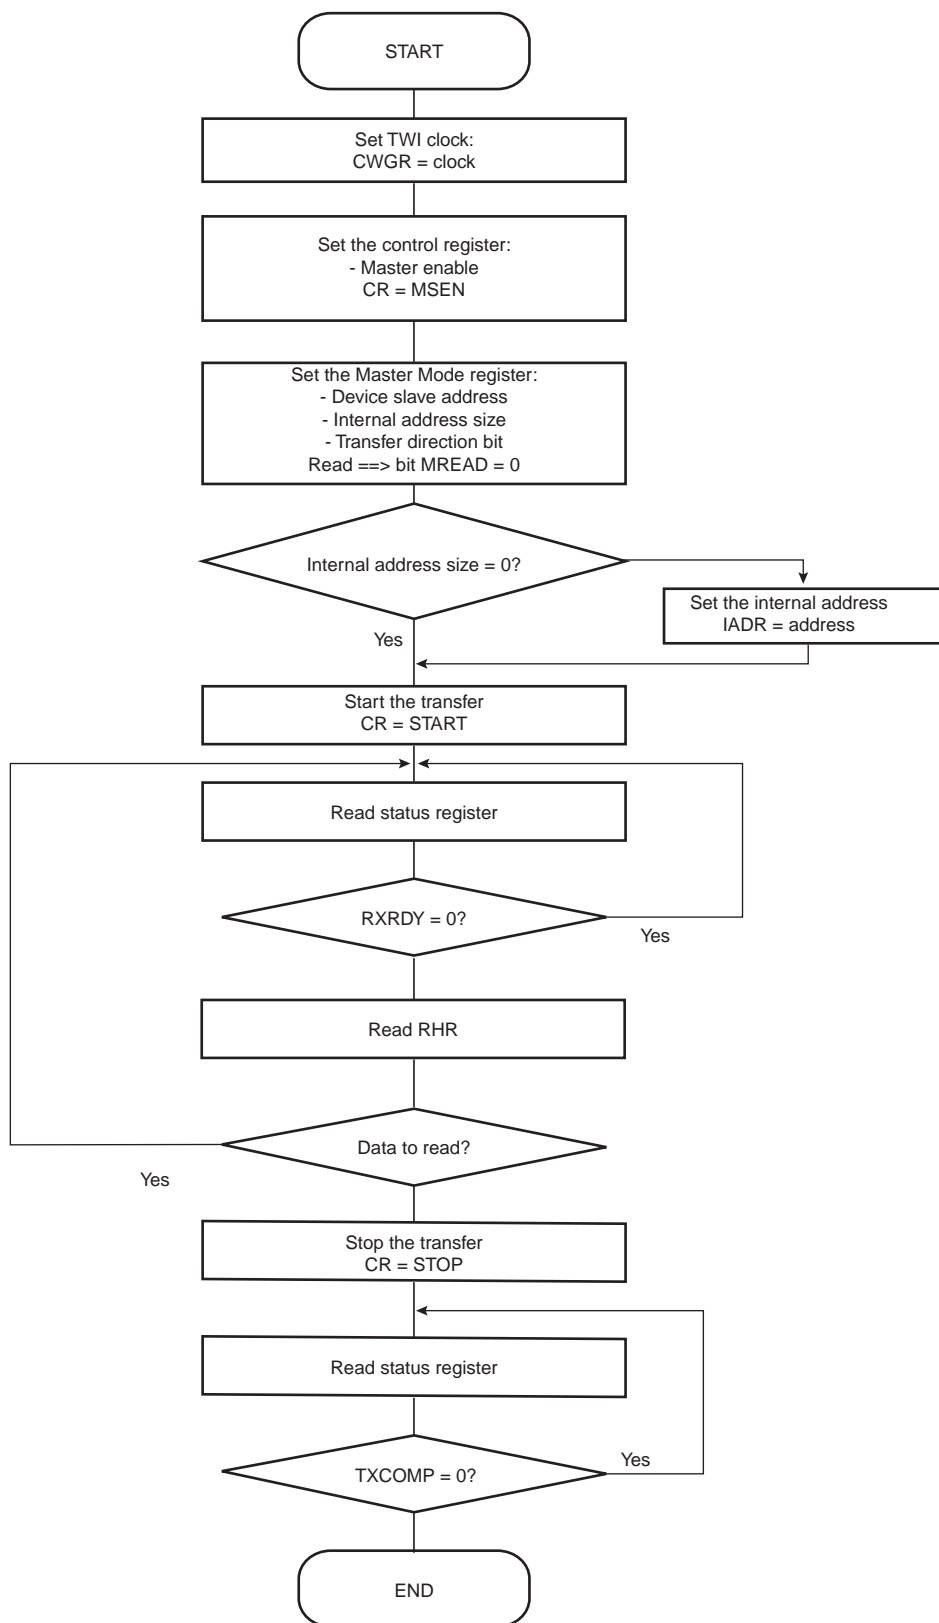 START
Set TWI clock:
CWGR = clock
Set the control register:
- Master enable
CR = MSEN
Set the Master Mode register:
- Device slave address
- Internal address size
- Transfer direction bit
Read ==> bit MREAD = 0
Internal address size = 0?
Set the internal address
IADR = address
Yes
Start the transfer
CR = START
Read status register
RXRDY = 0?
Yes
Read RHR
Data to read?
Yes
Stop the transfer
CR = STOP
Read status register
Yes
TXCOMP = 0?
END